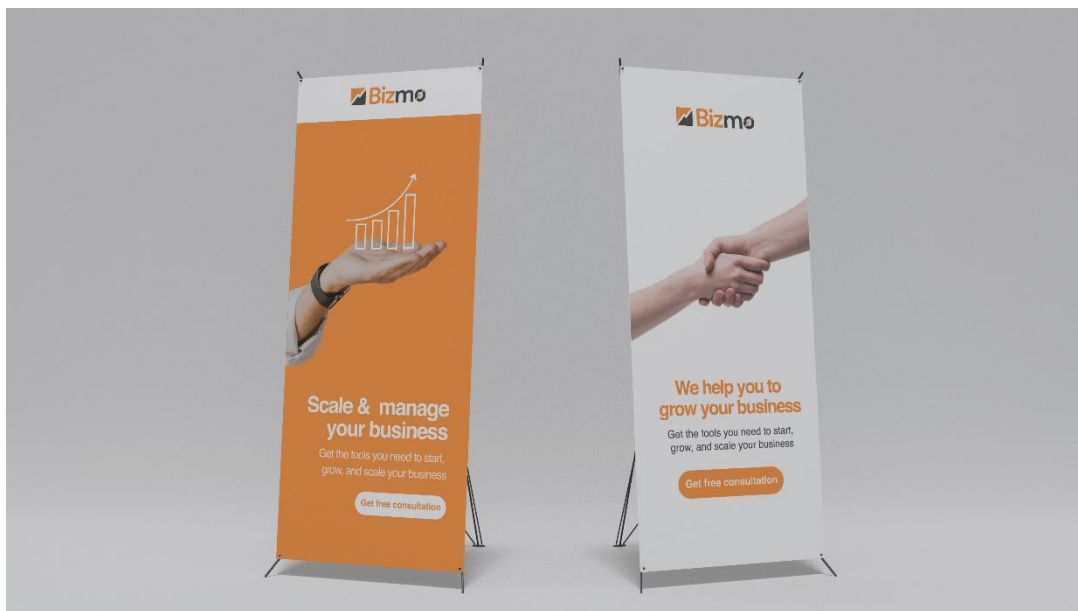 Bizmo
Scale & manage
your business
Get the tools you need to start,
grow, and scale your business
Get free consultation
Bizmo
We help you to
grow your business
Get the tools you need to start,
grow, and scale your business
Get free consultation